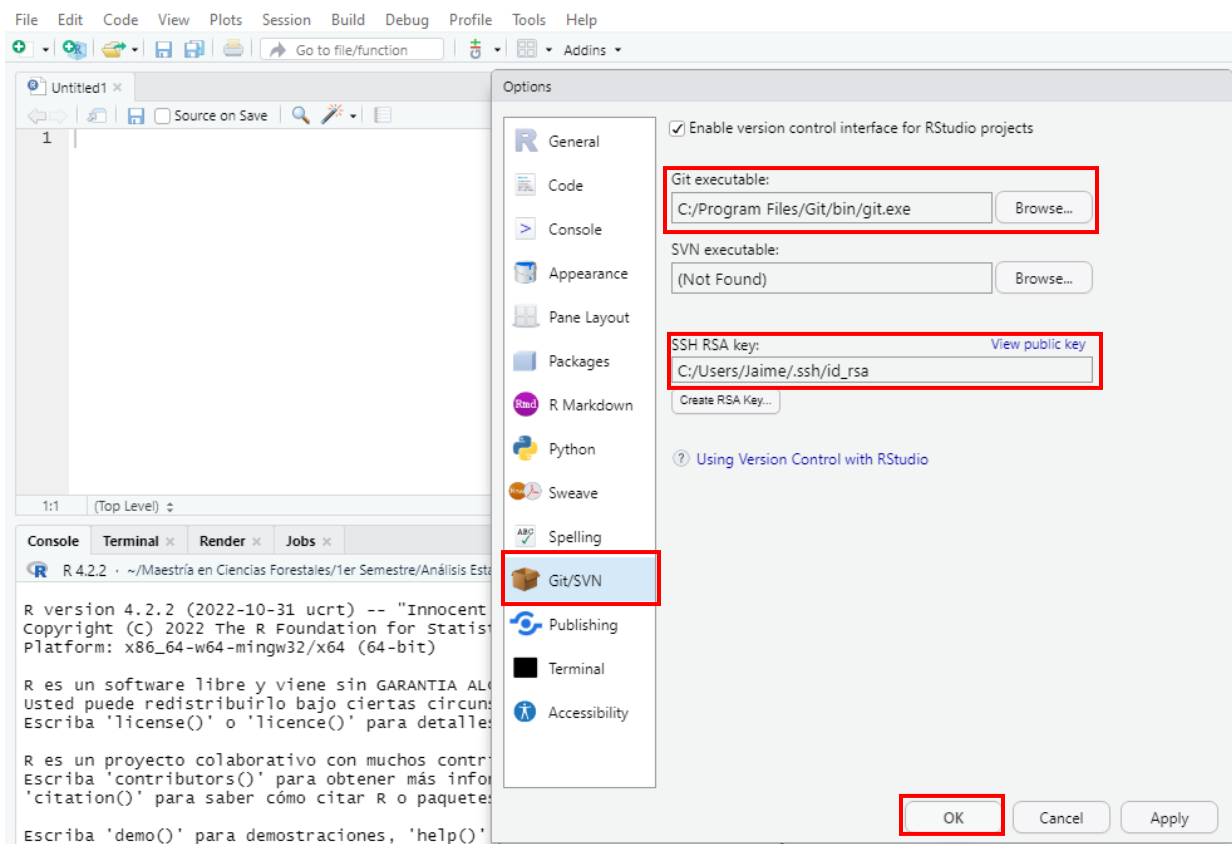 File Edit Code View Plots Session Build Debug Profile Tools Help
Go to file/function Addins
Untitled1
Source on Save
1
1:1 (Top Level)
Console Terminal Render Jobs
R 4.2.2 · ~/Maestría en Ciencias Forestales/1er Semestre/Análisis Esta
R version 4.2.2 (2022-10-31 ucrt) -- "Innocent
Copyright (C) 2022 The R Foundation for Statist
Platform: x86_64-w64-mingw32/x64 (64-bit)
R es un software libre y viene sin GARANTIA ALG
Usted puede redistribuirlo bajo ciertas circuns
Escriba 'license()' o 'licence()' para detalles
R es un proyecto colaborativo con muchos contri
Escriba 'contributors()' para obtener más infor
'citation()' para saber cómo citar R o paquetes
Escriba 'demo()' para demostraciones, 'help()'
Options
General
Code
Console
Appearance
Pane Layout
Packages
Rmd R Markdown
Python
Sweave
ABC Spelling
Git/SVN
Publishing
Terminal
Accessibility
Enable version control interface for RStudio projects
Git executable:
C:/Program Files/Git/bin/git.exe Browse...
SVN executable:
(Not Found) Browse...
SSH RSA key: View public key
C:/Users/Jaime/.ssh/id_rsa
Create RSA Key...
? Using Version Control with RStudio
OK Cancel Apply